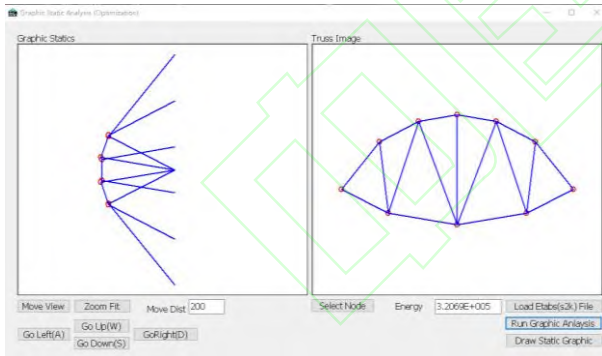 Graphic Static Analysis (Optimization)
Graphic Statics
Truss Image
Move View
Zoom Fit
Move Dist
200
Select Node
Energy
3.2069E+005
Load Etabs(s2k) File
Go Left(A)
Go Up(W)
Go Down(S)
GoRight(D)
Run Graphic Anlaysis
Draw Static Graphic